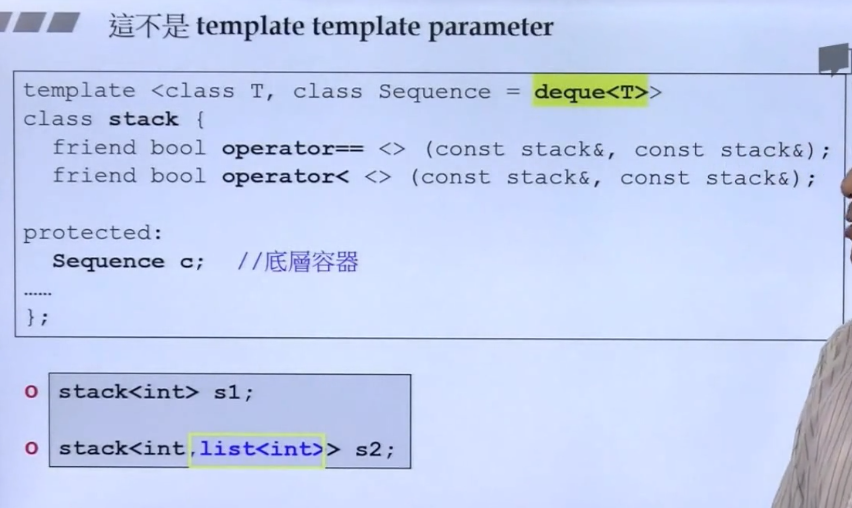 這不是 template template parameter
template <class T, class Sequence = deque<T>>
class stack {
friend bool operator== <> (const stack&, const stack&);
friend bool operator< <> (const stack&, const stack&);
protected:
Sequence c; //底層容器
......
};
o stack<int> s1;
o stack<int,list<int>> s2;